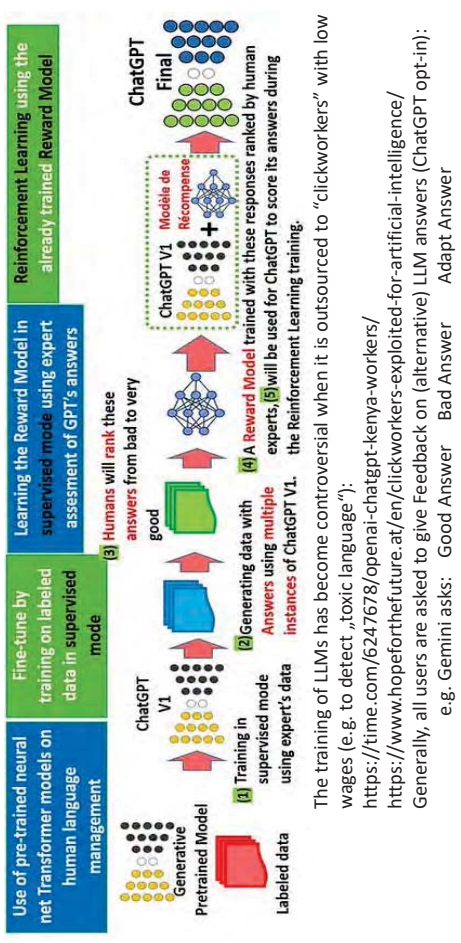 Use of pre-trained neural
net Transformer models on
human language
management
Fine-tune by
training on labeled
data in supervised
mode
Learning the Reward Model in
supervised mode using expert
assesment of GPT's answers
Reinforcement Learning using the
already trained Reward Model
Generative
Pretrained Model
Labeled data
(1) Training in
supervised mode
using expert's data
ChatGPT
V1
(2) Generating data with
Answers using multiple
instances of ChatGPT V1.
(3) Humans will rank these
answers from bad to very
good
(4) A Reward Model trained with these responses ranked by human
experts, (5) will be used for ChatGPT to score its answers during
the Reinforcement Learning training.
ChatGPT V1
+
Modèle de
Récompense
ChatGPT
Final
The training of LLMs has become controversial when it is outsourced to “clickworkers” with low
wages (e.g. to detect „toxic language“):
https://time.com/6247678/openai-chatgpt-kenya-workers/
https://www.hopeforthefuture.at/en/clickworkers-exploited-for-artificial-intelligence/
Generally, all users are asked to give Feedback on (alternative) LLM answers (ChatGPT opt-in):
e.g. Gemini asks: Good Answer Bad Answer Adapt Answer